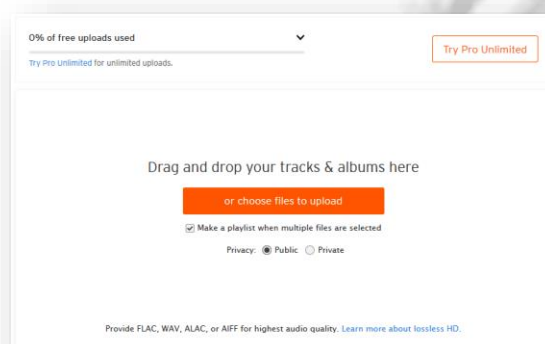 0% of free uploads used
Try Pro Unlimited for unlimited uploads.
Try Pro Unlimited
Drag and drop your tracks & albums here
or choose files to upload
Make a playlist when multiple files are selected
Privacy: Public Private
Provide FLAC, WAV, ALAC, or AIFF for highest audio quality. Learn more about lossless HD.